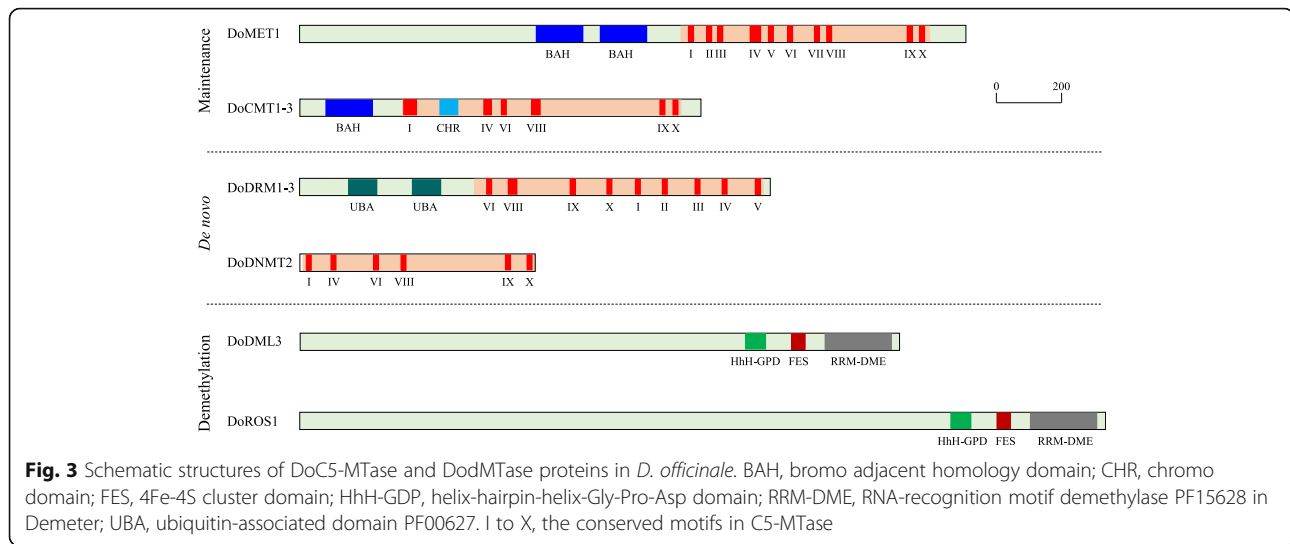 Maintenance
DoMET1
BAH BAH I II III IV V VI VII VIII IX X
0 200
DoCMT1-3
BAH I CHR IV VI VIII IX X
De novo
DoDRM1-3
UBA UBA VI VIII IX X I II III IV V
DoDNMT2
I IV VI VIII IX X
Demethylation
DoDML3
HhH-GPD FES RRM-DME
DoROS1
HhH-GPD FES RRM-DME
Fig. 3 Schematic structures of DoC5-MTase and DodMTase proteins in D. officinale. BAH, bromo adjacent homology domain; CHR, chromo
domain; FES, 4Fe-4S cluster domain; HhH-GDP, helix-hairpin-helix-Gly-Pro-Asp domain; RRM-DME, RNA-recognition motif demethylase PF15628 in
Demeter; UBA, ubiquitin-associated domain PF00627. I to X, the conserved motifs in C5-MTase